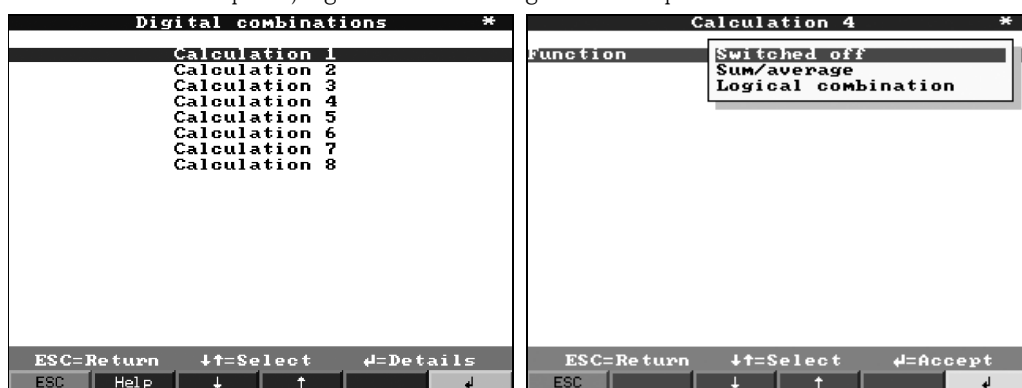 Digital combinations *
Calculation 1
Calculation 2
Calculation 3
Calculation 4
Calculation 5
Calculation 6
Calculation 7
Calculation 8
ESC=Return ↓↑=Select ↵=Details
ESC Help ↓ ↑ ↵
Calculation 4 *
Function Switched off
Sum/average
Logical combination
ESC=Return ↓↑=Select ↵=Accept
ESC ↓ ↑ ↵